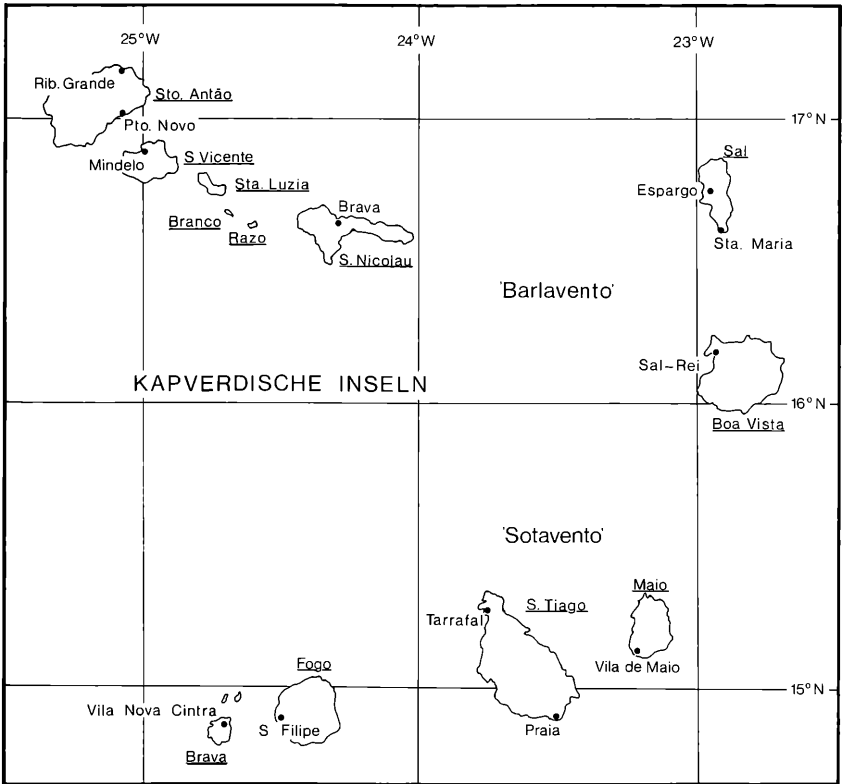 25°W 24°W 23°W
Rib. Grande
Sto. Antão
Pto. Novo
17°N
Mindelo
S Vicente
Sal
Sta. Luzia
Espargo
Brava
Branco
Razo
Sta. Maria
S. Nicolau
'Barlavento'
Sal-Rei
KAPVERDISCHE INSELN
16°N
Boa Vista
'Sotavento'
Maio
S. Tiago
Tarrafal
Vila de Maio
Fogo
15°N
Vila Nova Cintra
S Filipe
Praia
Brava